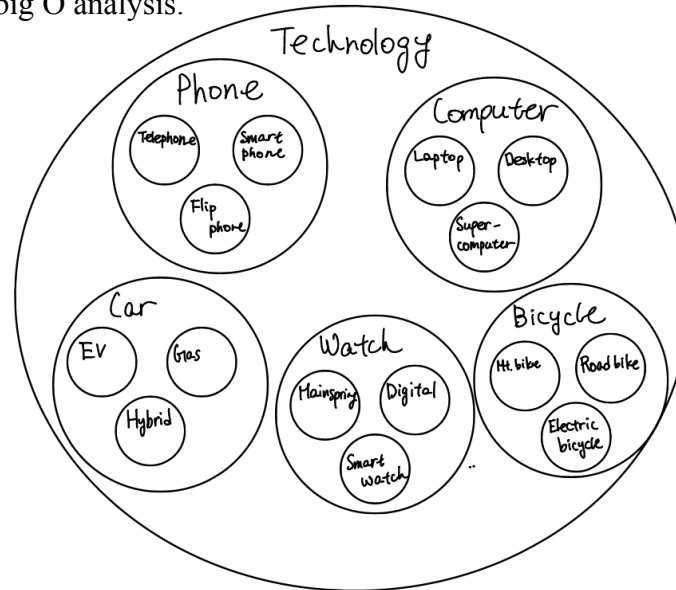 big O analysis.
Technology
Phone
Telephone
Smart
phone
Flip
phone
Computer
Laptop
Desktop
Super-
computer
Car
EV
Gas
Hybrid
Watch
Mainspring
Digital
Smart
watch
Bicycle
Mt. bike
Road bike
Electric
bicycle